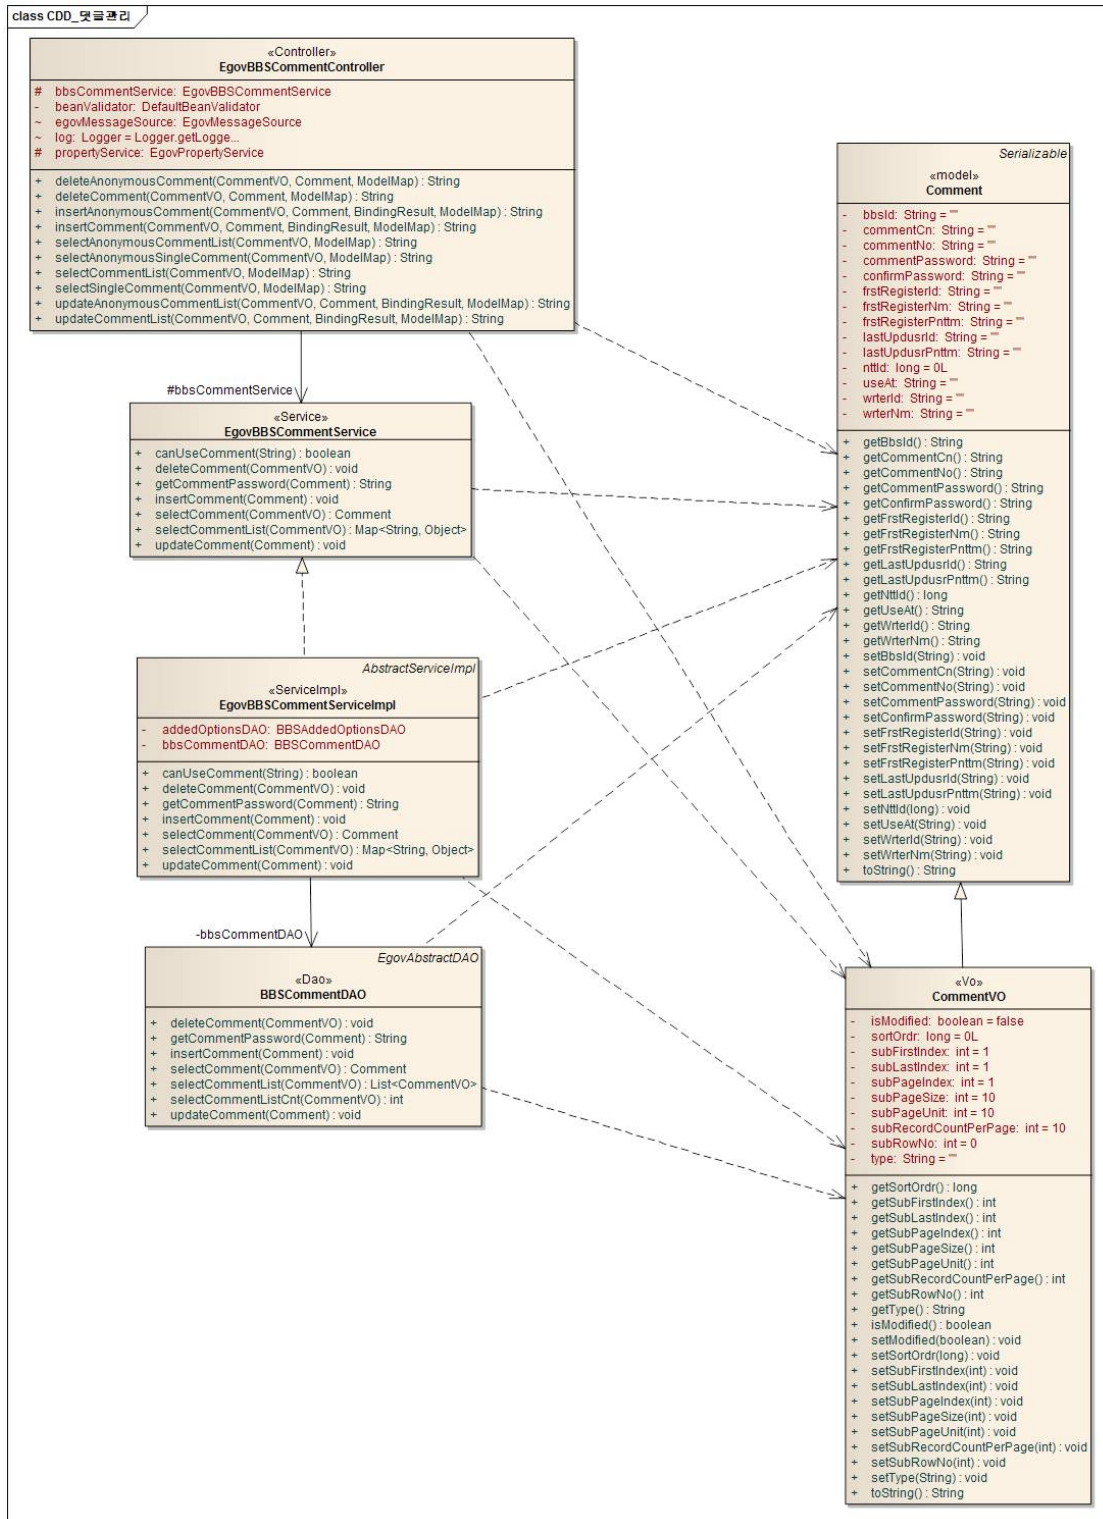 class CDD_댓글관리
«Controller»
EgovBBSCommentController
# bbsCommentService: EgovBBSCommentService
- beanValidator: DefaultBeanValidator
~ egovMessageSource: EgovMessageSource
~ log: Logger = Logger.getLogge...
# propertyService: EgovPropertyService
+ deleteAnonymousComment(CommentVO, Comment, ModelMap) : String
+ deleteComment(CommentVO, Comment, ModelMap) : String
+ insertAnonymousComment(CommentVO, Comment, BindingResult, ModelMap) : String
+ insertComment(CommentVO, Comment, BindingResult, ModelMap) : String
+ selectAnonymousCommentList(CommentVO, ModelMap) : String
+ selectAnonymousSingleComment(CommentVO, ModelMap) : String
+ selectCommentList(CommentVO, ModelMap) : String
+ selectSingleComment(CommentVO, ModelMap) : String
+ updateAnonymousCommentList(CommentVO, Comment, BindingResult, ModelMap) : String
+ updateCommentList(CommentVO, Comment, BindingResult, ModelMap) : String
#bbsCommentService
«Service»
EgovBBSCommentService
+ canUseComment(String) : boolean
+ deleteComment(CommentVO) : void
+ getCommentPassword(Comment) : String
+ insertComment(Comment) : void
+ selectComment(CommentVO) : Comment
+ selectCommentList(CommentVO) : Map<String, Object>
+ updateComment(Comment) : void
AbstractServiceImpl
«ServiceImpl»
EgovBBSCommentServiceImpl
- addedOptionsDAO: BBSAddedOptionsDAO
- bbsCommentDAO: BBSCommentDAO
+ canUseComment(String) : boolean
+ deleteComment(CommentVO) : void
+ getCommentPassword(Comment) : String
+ insertComment(Comment) : void
+ selectComment(CommentVO) : Comment
+ selectCommentList(CommentVO) : Map<String, Object>
+ updateComment(Comment) : void
-bbsCommentDAO
EgovAbstractDAO
«Dao»
BBSCommentDAO
+ deleteComment(CommentVO) : void
+ getCommentPassword(Comment) : String
+ insertComment(Comment) : void
+ selectComment(CommentVO) : Comment
+ selectCommentList(CommentVO) : List<CommentVO>
+ selectCommentListCnt(CommentVO) : int
+ updateComment(Comment) : void
Serializable
«model»
Comment
- bbsId: String = ""
- commentCn: String = ""
- commentNo: String = ""
- commentPassword: String = ""
- confirmPassword: String = ""
- frstRegisterId: String = ""
- frstRegisterNm: String = ""
- frstRegisterPnttm: String = ""
- lastUpdusrId: String = ""
- lastUpdusrPnttm: String = ""
- nttId: long = 0L
- useAt: String = ""
- wrterId: String = ""
- wrterNm: String = ""
+ getBbsId() : String
+ getCommentCn() : String
+ getCommentNo() : String
+ getCommentPassword() : String
+ getConfirmPassword() : String
+ getFrstRegisterId() : String
+ getFrstRegisterNm() : String
+ getFrstRegisterPnttm() : String
+ getLastUpdusrId() : String
+ getLastUpdusrPnttm() : String
+ getNttId() : long
+ getUseAt() : String
+ getWrterId() : String
+ getWrterNm() : String
+ setBbsId(String) : void
+ setCommentCn(String) : void
+ setCommentNo(String) : void
+ setCommentPassword(String) : void
+ setConfirmPassword(String) : void
+ setFrstRegisterId(String) : void
+ setFrstRegisterNm(String) : void
+ setFrstRegisterPnttm(String) : void
+ setLastUpdusrId(String) : void
+ setLastUpdusrPnttm(String) : void
+ setNttId(long) : void
+ setUseAt(String) : void
+ setWrterId(String) : void
+ setWrterNm(String) : void
+ toString() : String
«Vo»
CommentVO
- isModified: boolean = false
- sortOrdr: long = 0L
- subFirstIndex: int = 1
- subLastIndex: int = 1
- subPageIndex: int = 1
- subPageSize: int = 10
- subPageUnit: int = 10
- subRecordCountPerPage: int = 10
- subRowNo: int = 0
- type: String = ""
+ getSortOrdr() : long
+ getSubFirstIndex() : int
+ getSubLastIndex() : int
+ getSubPageIndex() : int
+ getSubPageSize() : int
+ getSubPageUnit() : int
+ getSubRecordCountPerPage() : int
+ getSubRowNo() : int
+ getType() : String
+ isModified() : boolean
+ setModified(boolean) : void
+ setSortOrdr(long) : void
+ setSubFirstIndex(int) : void
+ setSubLastIndex(int) : void
+ setSubPageIndex(int) : void
+ setSubPageSize(int) : void
+ setSubPageUnit(int) : void
+ setSubRecordCountPerPage(int) : void
+ setSubRowNo(int) : void
+ setType(String) : void
+ toString() : String